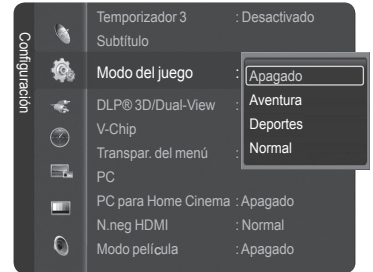 Configuración
Temporizador 3 : Desactivado
Subtítulo
Modo del juego :
Apagado
Aventura
Deportes
Normal
DLP® 3D/Dual-View :
V-Chip
Transpar. del menú :
PC
PC para Home Cinema : Apagado
N.neg HDMI : Normal
Modo película : Apagado